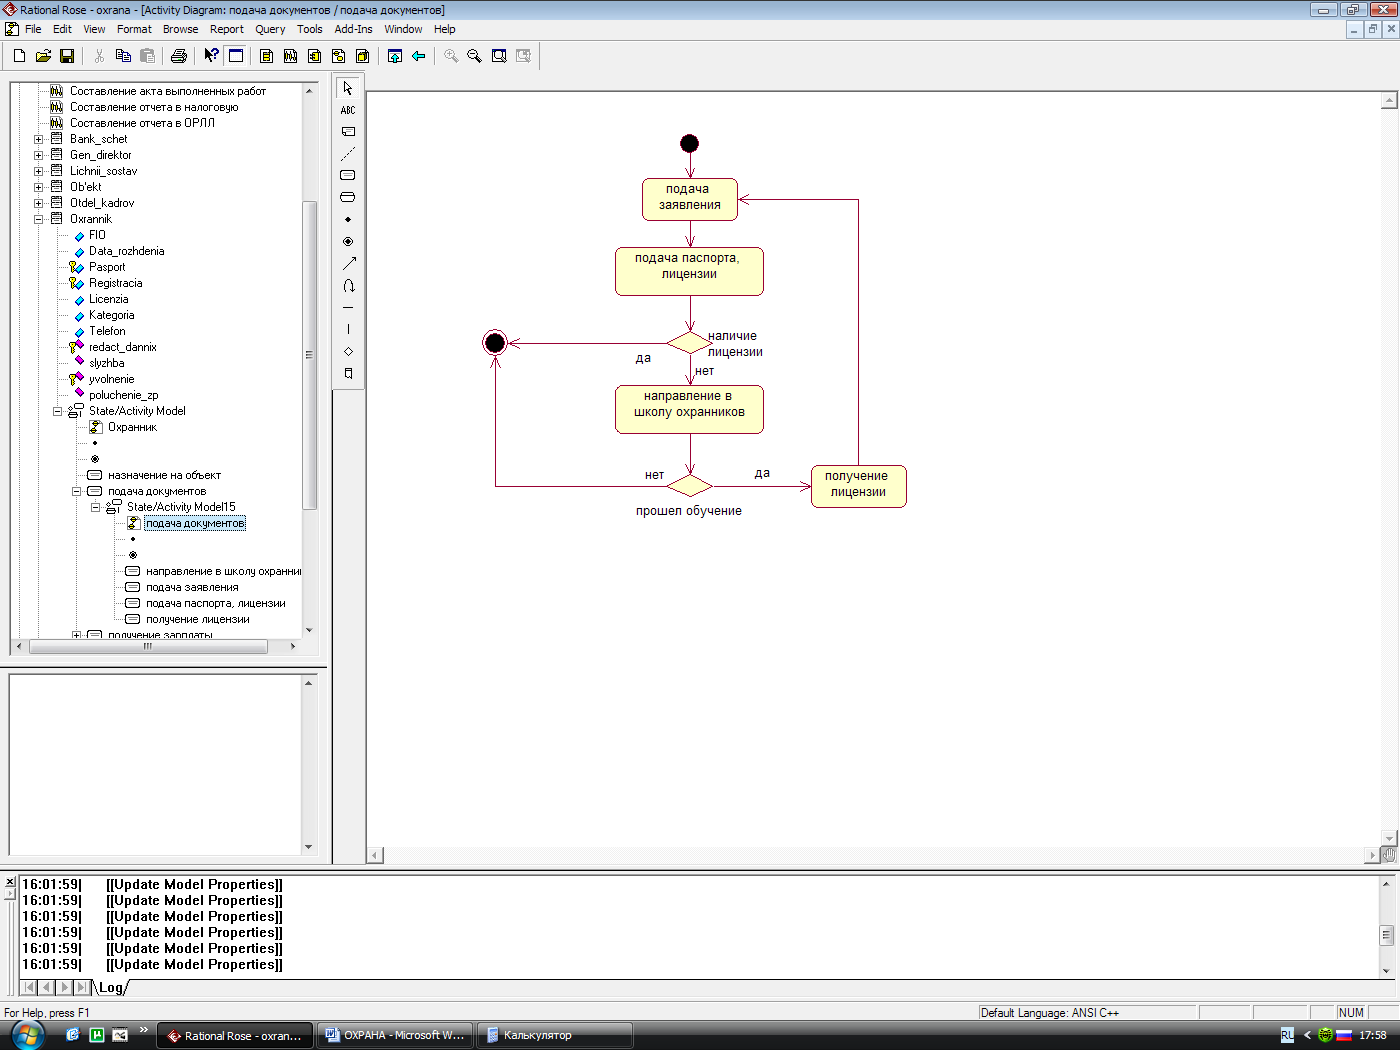 Rational Rose - oxrana - [Activity Diagram: подача документов / подача документов]
File Edit View Format Browse Report Query Tools Add-Ins Window Help
Составление акта выполненных работ
Составление отчета в налоговую
Составление отчета в ОРЛЛ
Bank_schet
Gen_direktor
Lichnii_sostav
Ob'ekt
Otdel_kadrov
Oxrannik
FIO
Data_rozhdenia
Pasport
Registracia
Licenzia
Kategoria
Telefon
redact_dannix
slyzhba
yvolnenie
poluchenie_zp
State/Activity Model
Охранник
назначение на объект
подача документов
State/Activity Model15
подача документов
направление в школу охранни
подача заявления
подача паспорта, лицензии
получение лицензии
получение зарплаты
ABC
подача
заявления
подача паспорта,
лицензии
наличие
лицензии
да
нет
направление в
школу охранников
нет
да
прошел обучение
получение
лицензии
16:01:59| [[Update Model Properties]]
16:01:59| [[Update Model Properties]]
16:01:59| [[Update Model Properties]]
16:01:59| [[Update Model Properties]]
16:01:59| [[Update Model Properties]]
16:01:59| [[Update Model Properties]]
Log
For Help, press F1
Default Language: ANSI C++
NUM
Rational Rose - oxran...
ОХРАНА - Microsoft W...
Калькулятор
RL
17:58